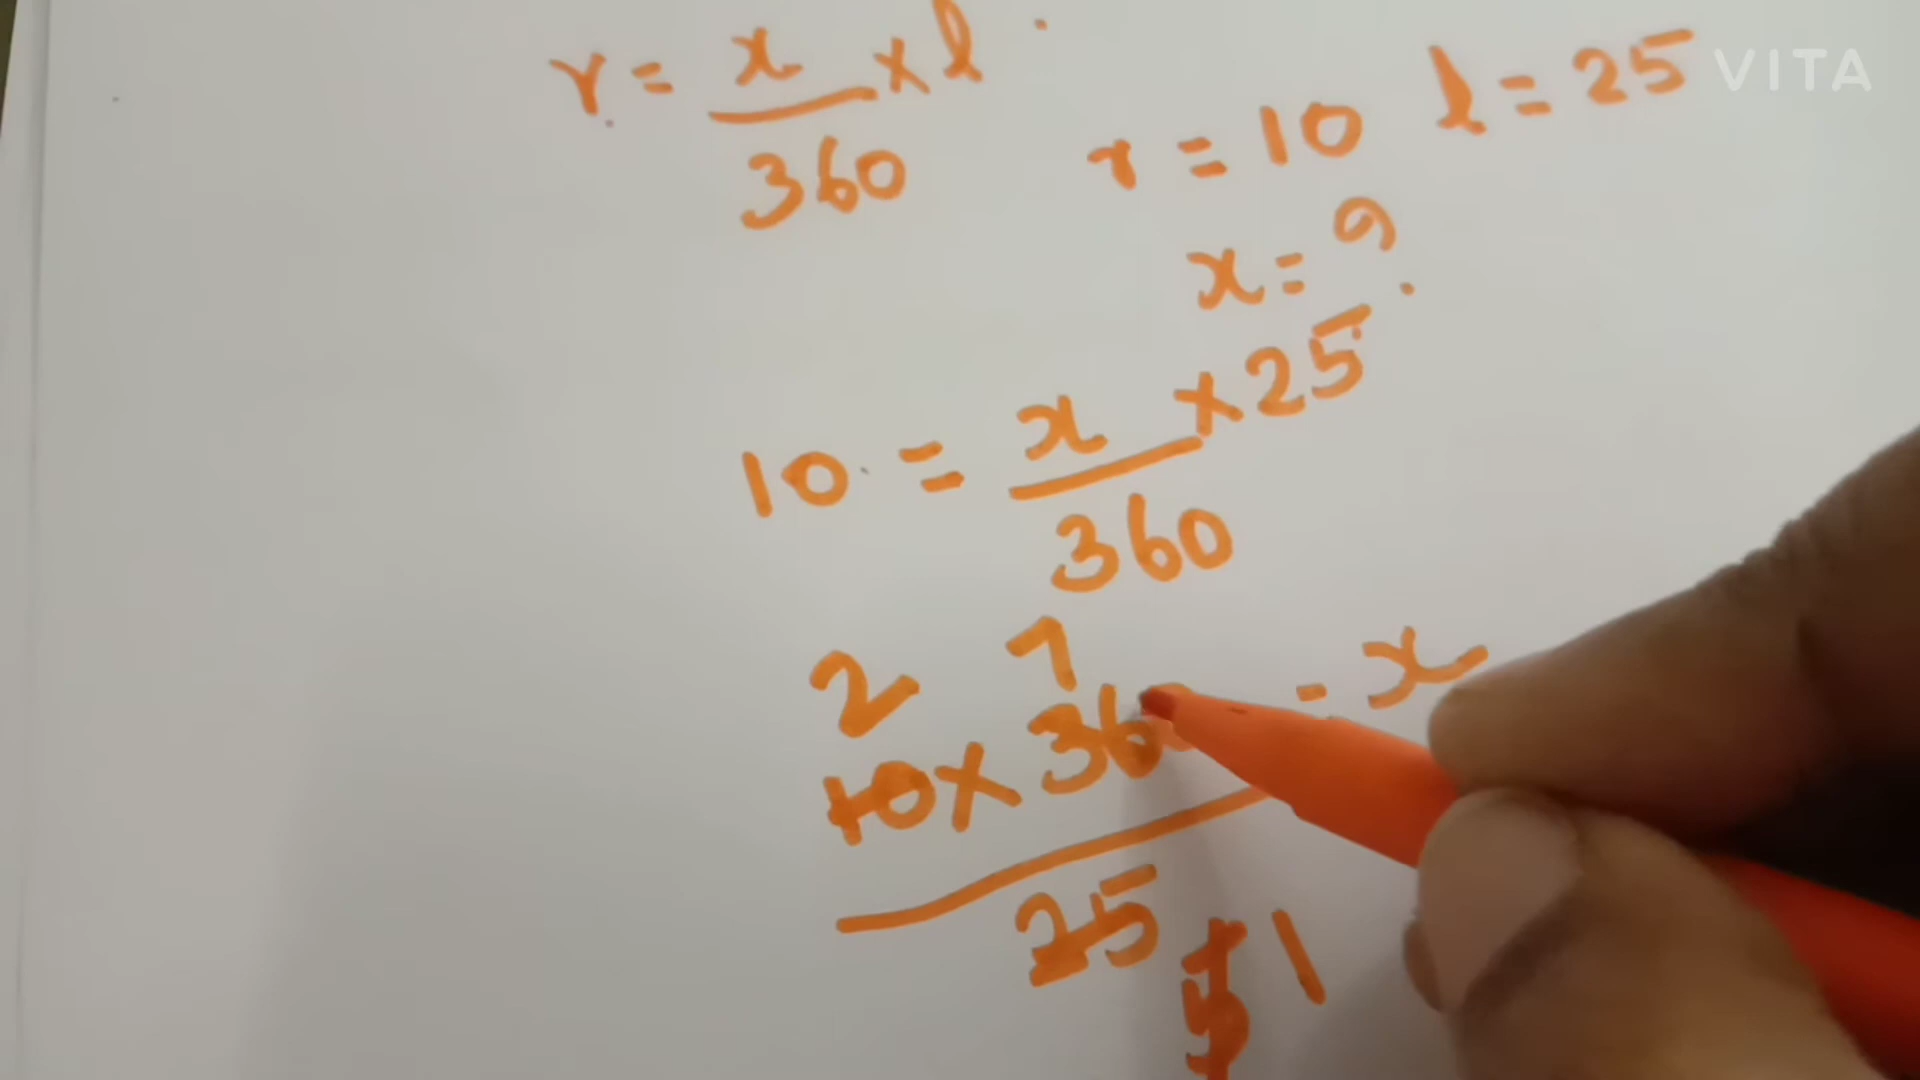 r = x/360 × l
r = 10 l = 25
x = ?
10 = x/360 × 25
2 7
10 × 360 = x
25 5 1
VITA